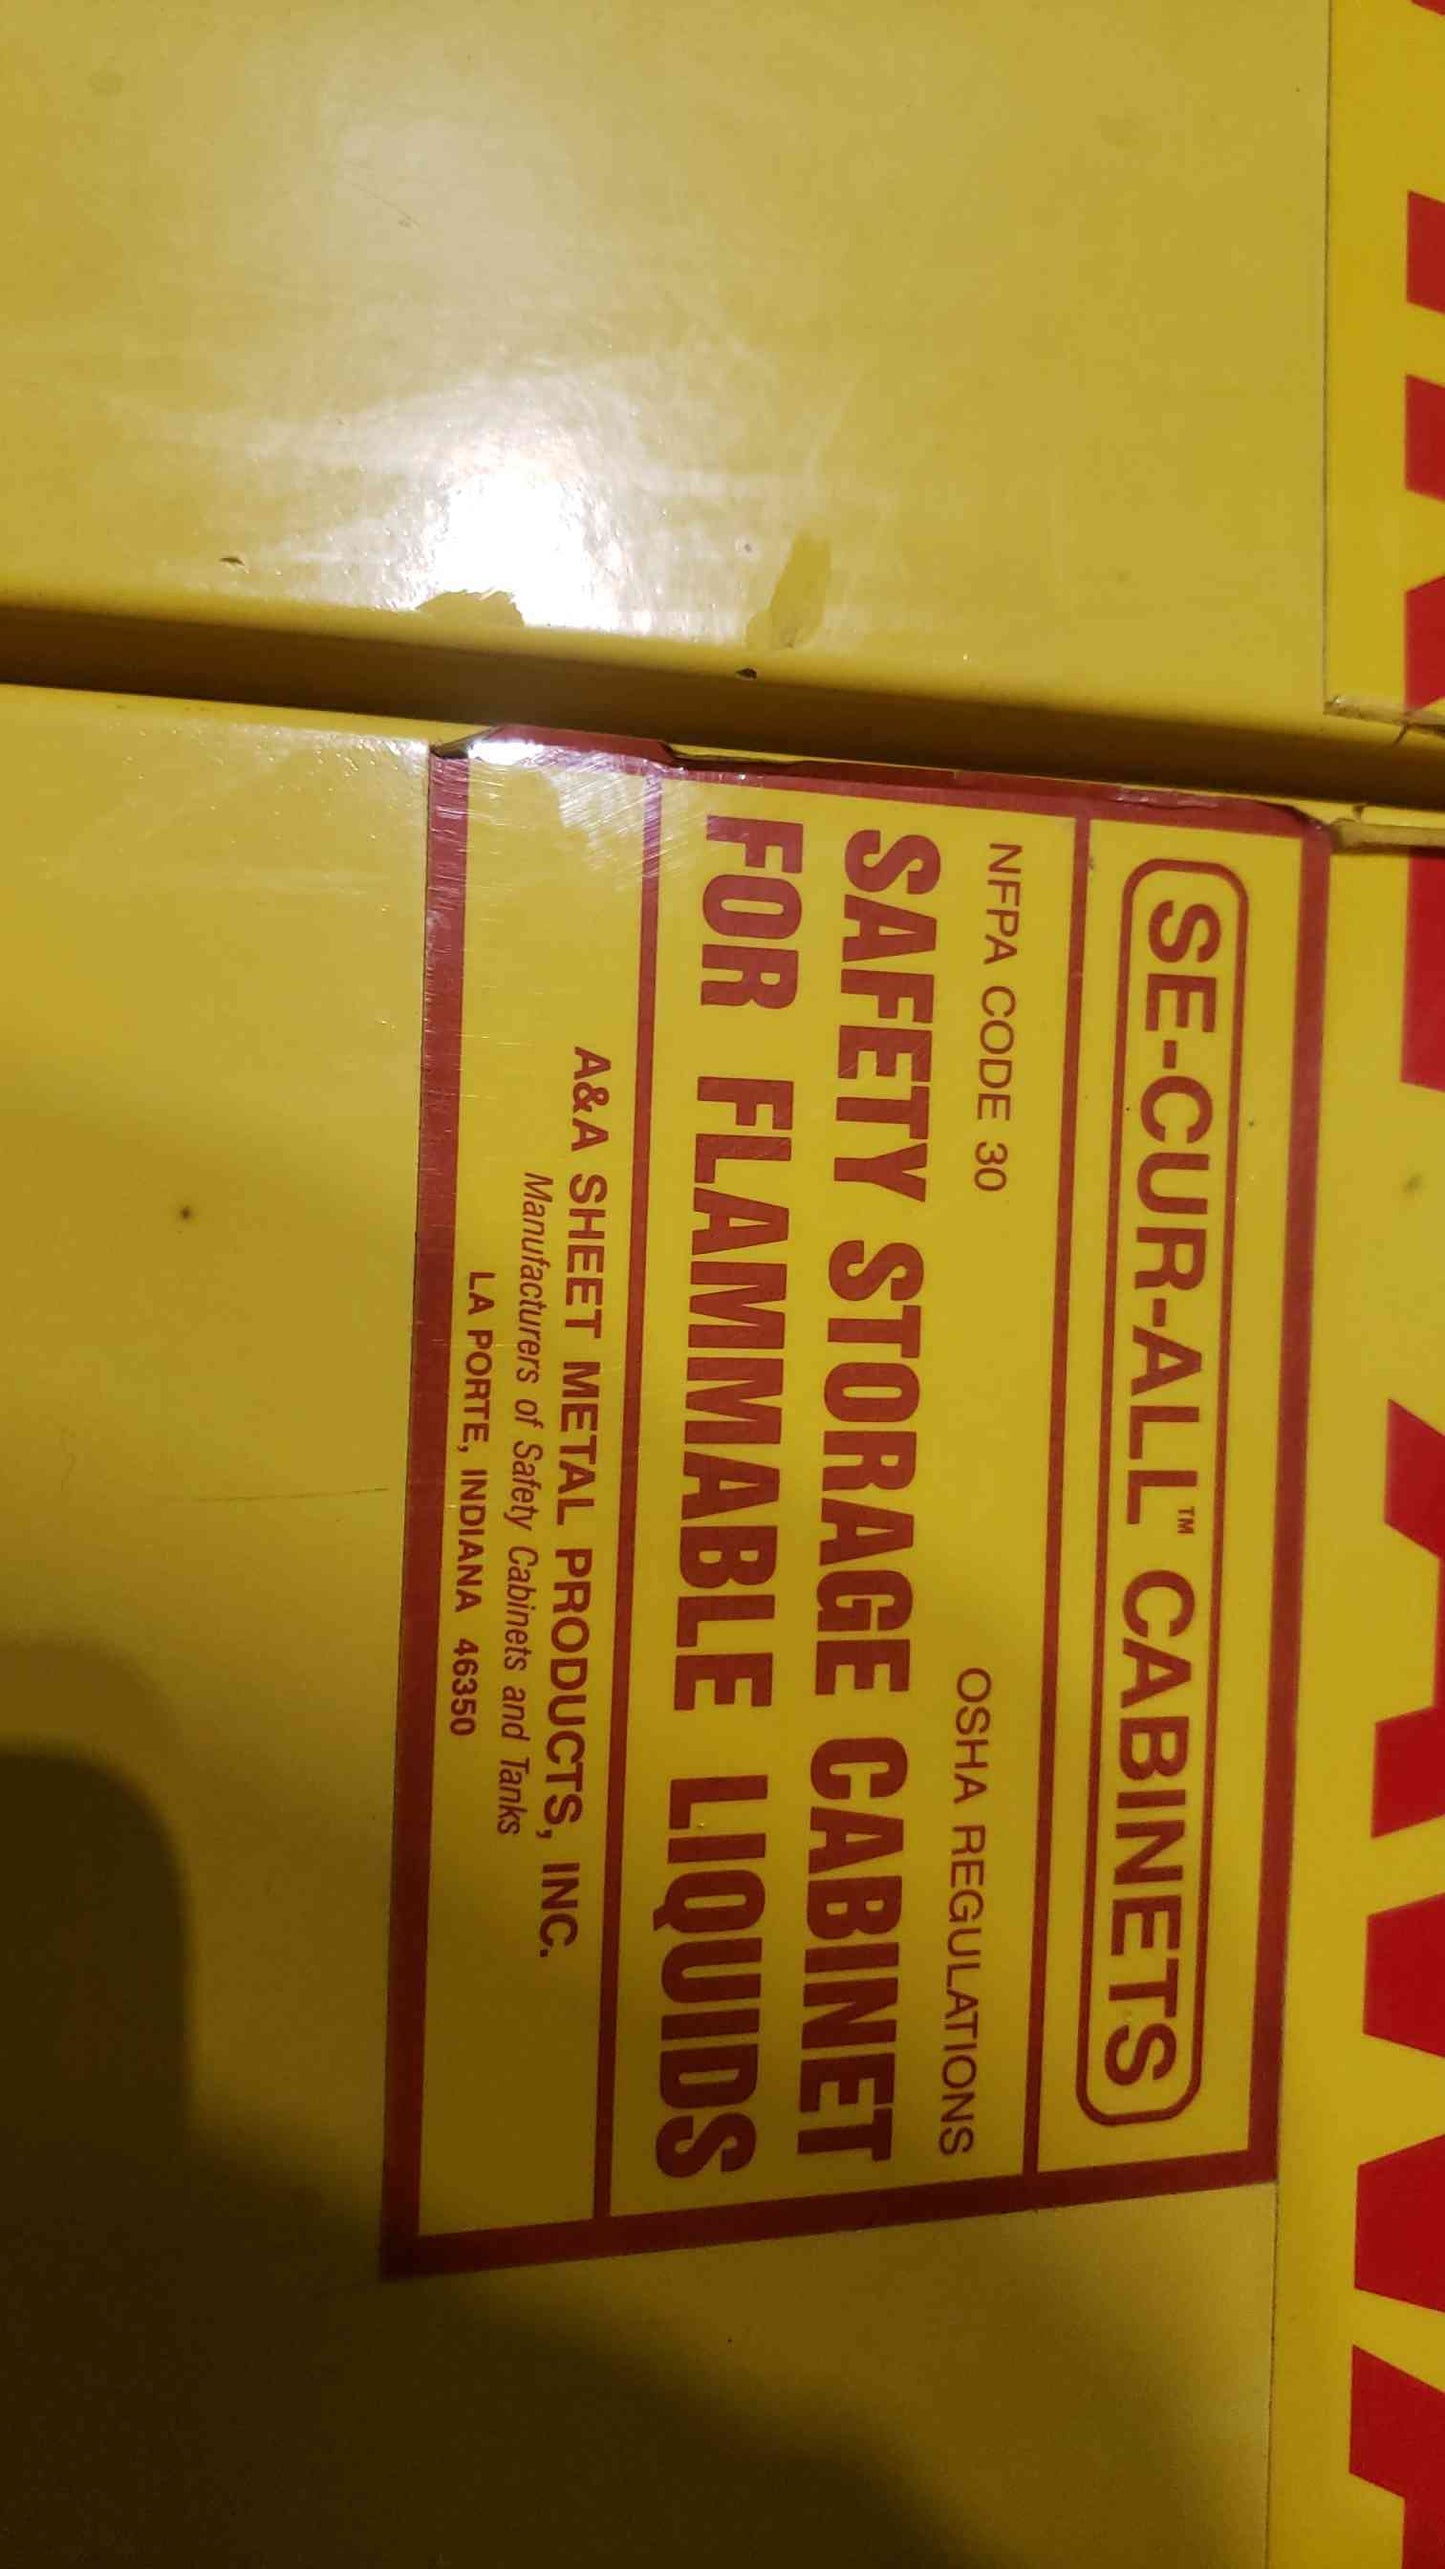 SE-CUR-ALL™ CABINETS
NFPA CODE 30 OSHA REGULATIONS
SAFETY STORAGE CABINET
FOR FLAMMABLE LIQUIDS
A&A SHEET METAL PRODUCTS, INC.
Manufacturers of Safety Cabinets and Tanks
LA PORTE, INDIANA 46350